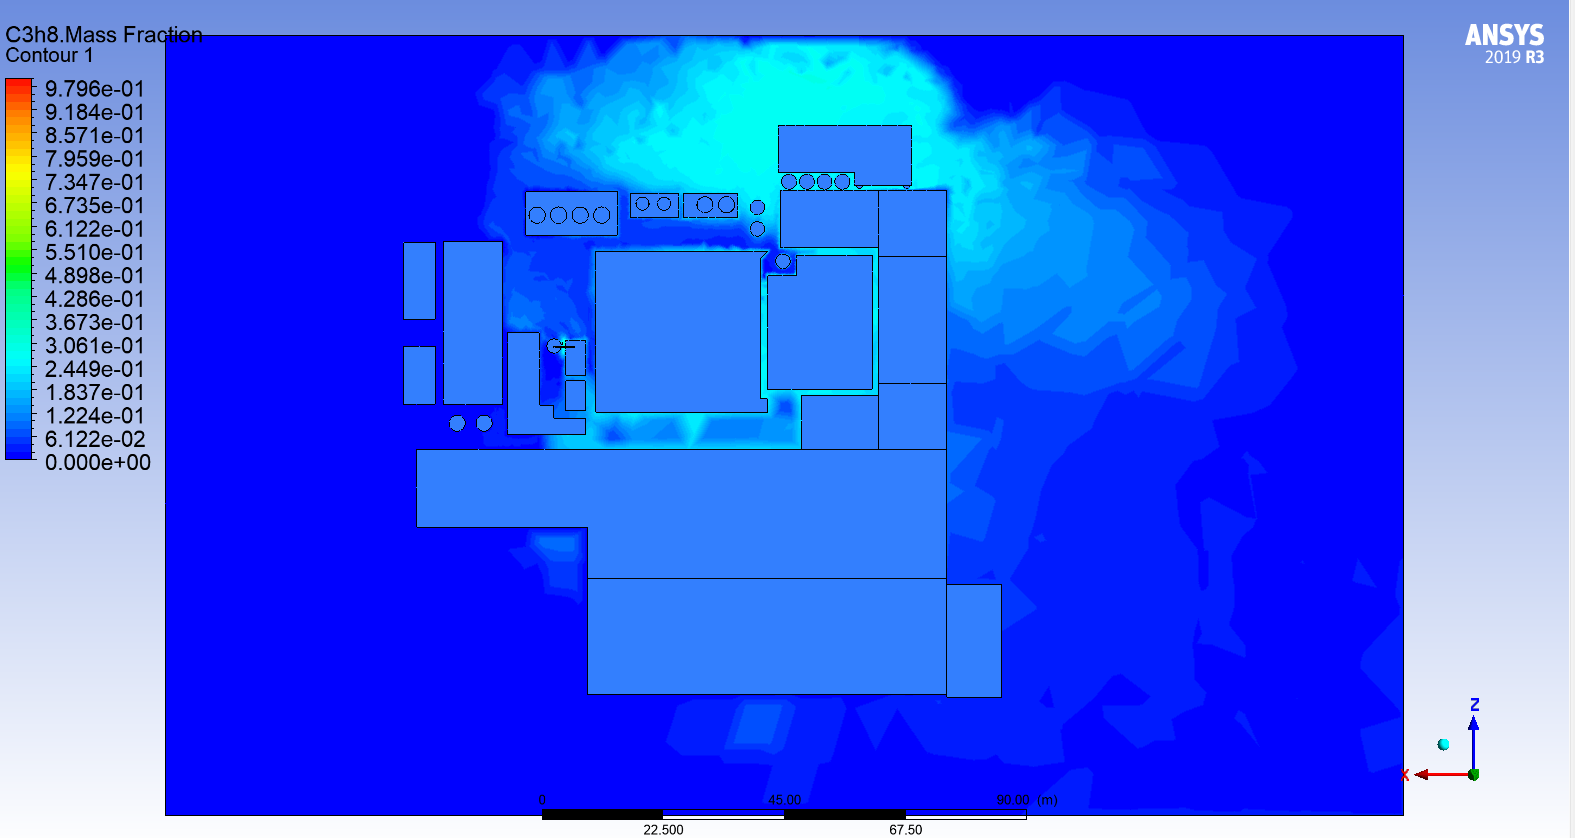 C3h8.Mass Fraction
Contour 1
9.796e-01
9.184e-01
8.571e-01
7.959e-01
7.347e-01
6.735e-01
6.122e-01
5.510e-01
4.898e-01
4.286e-01
3.673e-01
3.061e-01
2.449e-01
1.837e-01
1.224e-01
6.122e-02
0.000e+00
ANSYS
2019 R3
Z
X
0 45.00 90.00 (m)
22.500 67.50